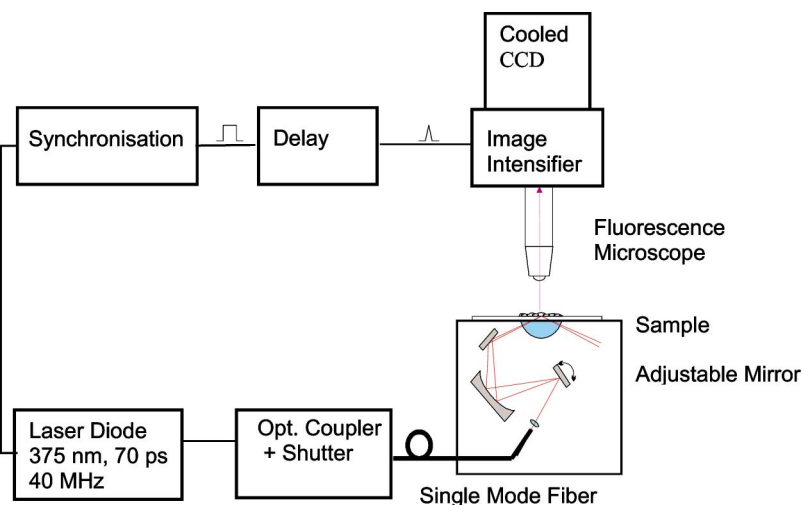 Cooled
CCD
Synchronisation
Delay
Image
Intensifier
Fluorescence
Microscope
Sample
Adjustable Mirror
Laser Diode
375 nm, 70 ps
40 MHz
Opt. Coupler
+ Shutter
Single Mode Fiber